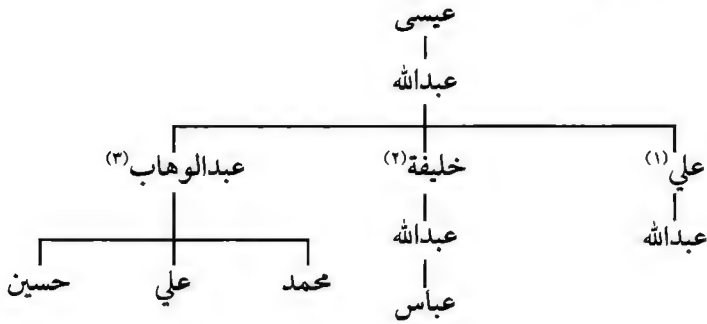 عيسى
عبدالله
علي (١) خليفة (٢) عبدالوهاب (٣)
عبدالله عبدالله
محمد علي حسين
عباس